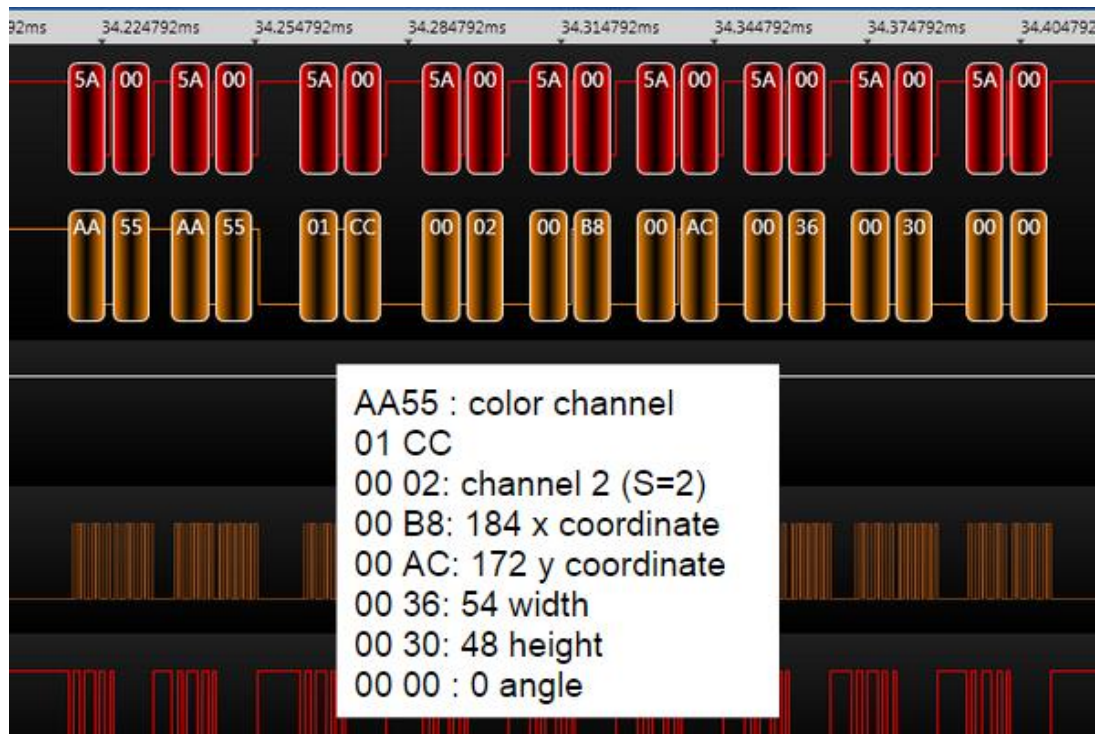 92ms 34.224792ms 34.254792ms 34.284792ms 34.314792ms 34.344792ms 34.374792ms 34.404792
5A 00 5A 00 5A 00 5A 00 5A 00 5A 00 5A 00 5A 00 5A 00
AA 55 AA 55 01 CC 00 02 00 B8 00 AC 00 36 00 30 00 00
AA55 : color channel
01 CC
00 02: channel 2 (S=2)
00 B8: 184 x coordinate
00 AC: 172 y coordinate
00 36: 54 width
00 30: 48 height
00 00 : 0 angle